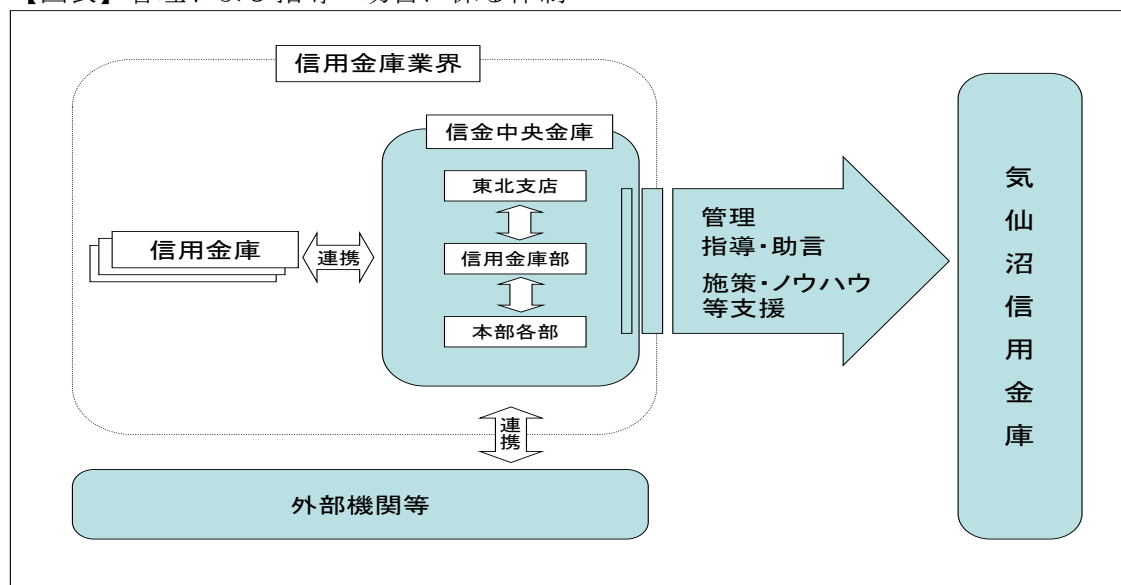 信用金庫業界
信金中央金庫
東北支店
信用金庫部
本部各部
信用金庫
連携
管理
指導・助言
施策・ノウハウ
等支援
気仙沼信用金庫
連携
外部機関等